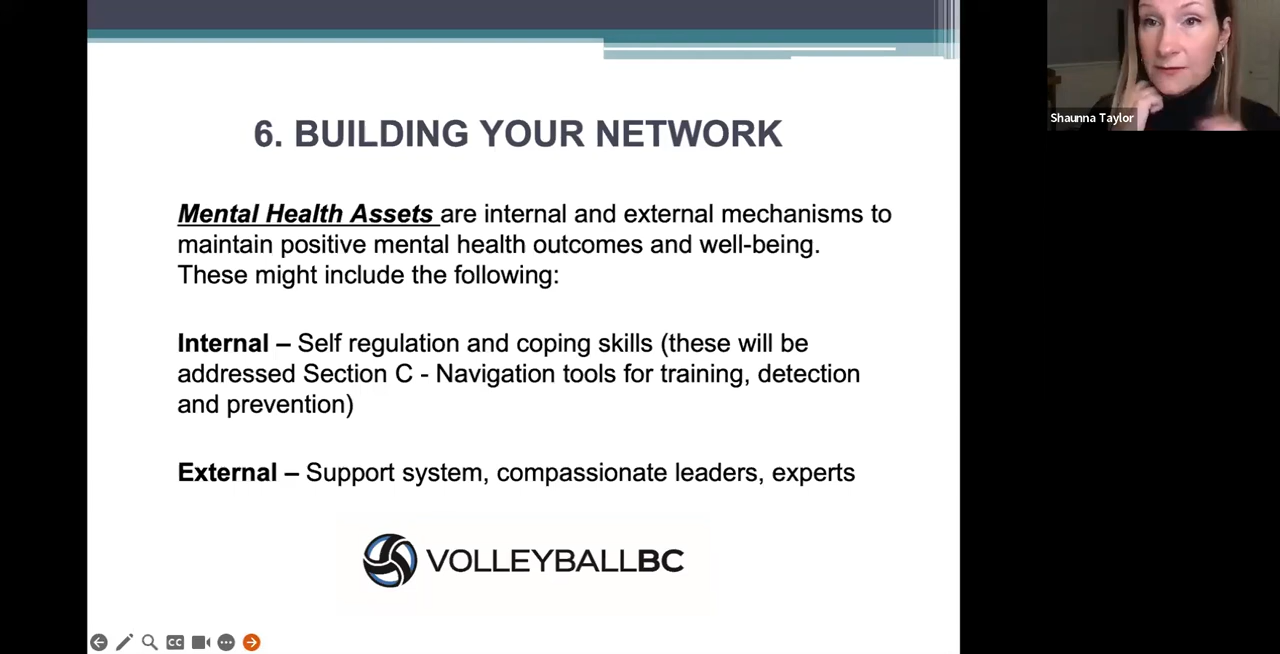 6. BUILDING YOUR NETWORK
Shaunna Taylor
Mental Health Assets are internal and external mechanisms to
maintain positive mental health outcomes and well-being.
These might include the following:
Internal – Self regulation and coping skills (these will be
addressed Section C - Navigation tools for training, detection
and prevention)
External – Support system, compassionate leaders, experts
VOLLEYBALLBC
CC